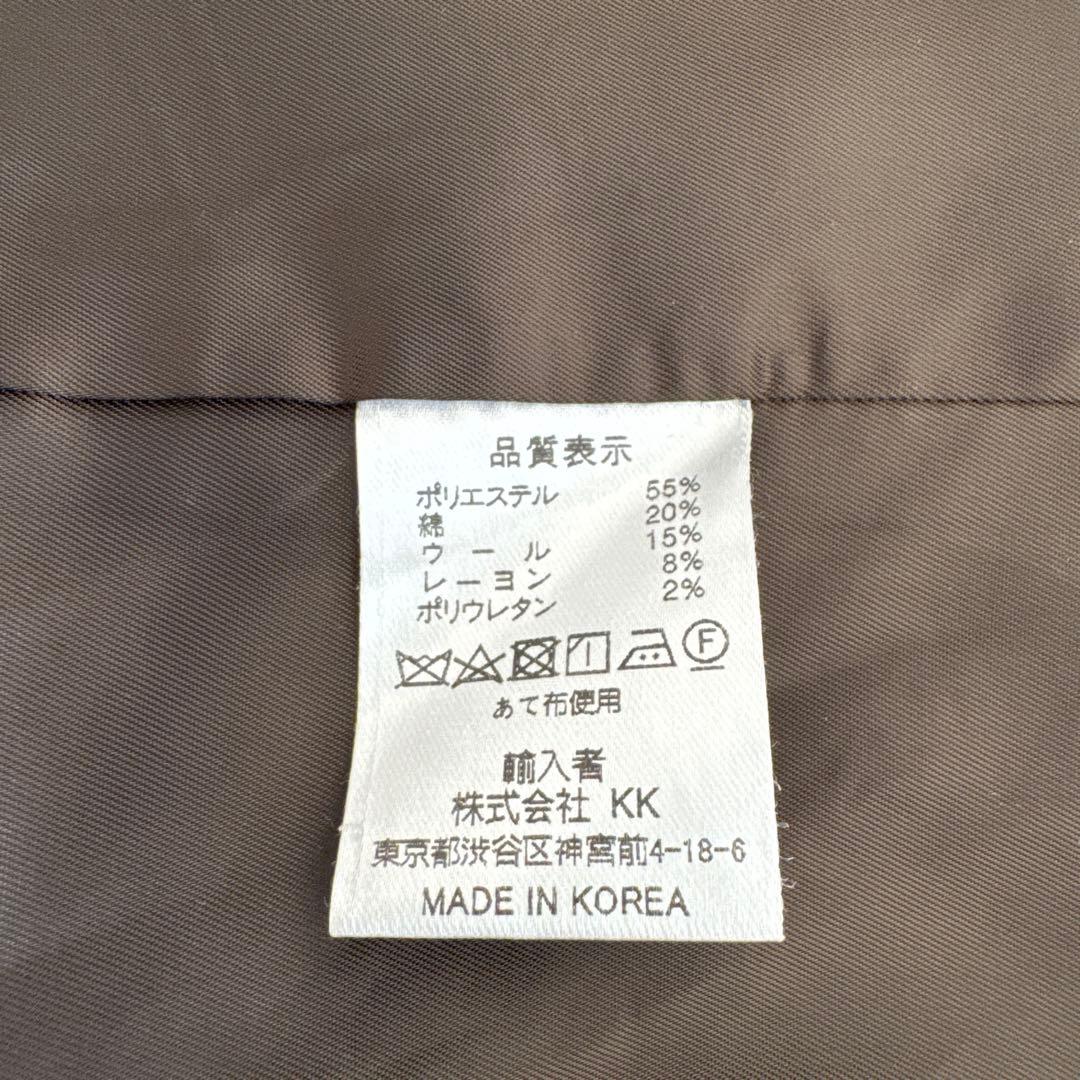 品質表示
ポリエステル 55%
綿 20%
ウール 15%
レーヨン 8%
ポリウレタン 2%
F
あて布使用
輸入者
株式会社 KK
東京都渋谷区神宮前4-18-6
MADE IN KOREA